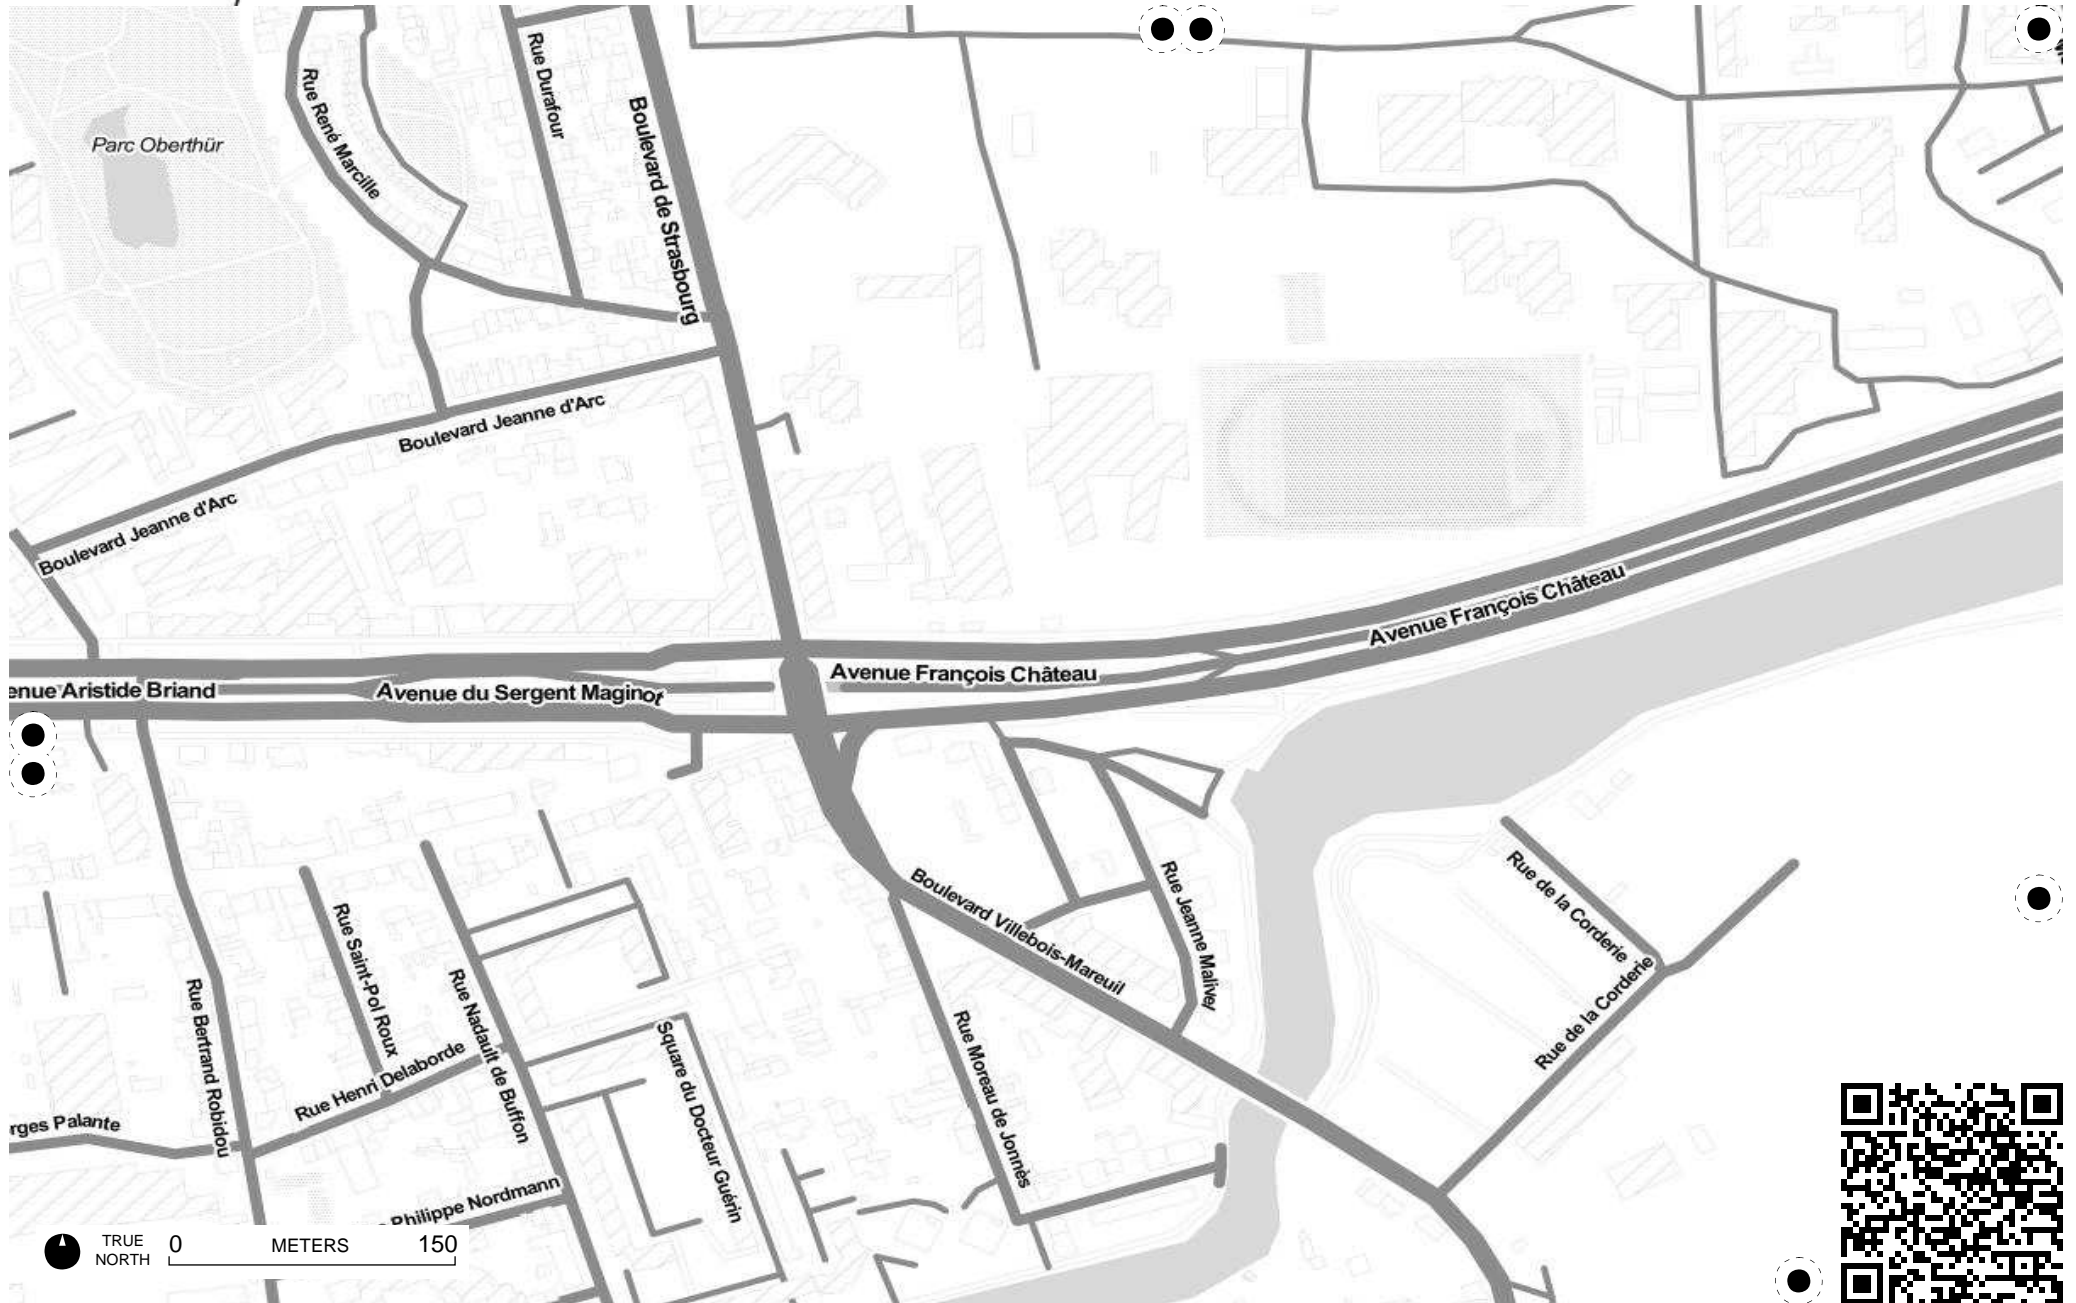 Rue Durafour
Rue René Marcille
Boulevard de Strasbourg
Parc Oberthür
Boulevard Jeanne d'Arc
Boulevard Jeanne d'Arc
Avenue François Château
Avenue François Château
enue Aristide Briand
Avenue du Sergent Maginot
Boulevard Villebois-Mareuil
Rue Jeanne Malivey
Rue de la Corderie
Rue de la Corderie
Rue Saint-Pol Roux
Rue Nadault de Buffon
Rue Bertrand Robidou
Rue Henri Delaborde
Rue Moreau de Jonnès
Square du Docteur Guérin
rges Palante
Philippe Nordmann
TRUE
NORTH
0 METERS 150